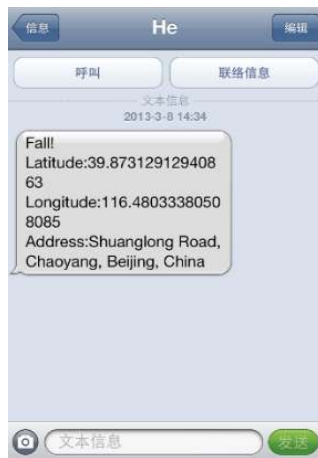 信息 He 编辑
呼叫 联络信息
文本信息
2013-3-8 14:34
Fall!
Latitude:39.873129129408
63
Longitude:116.4803338050
8085
Address:Shuanglong Road,
Chaoyang, Beijing, China
文本信息 发送